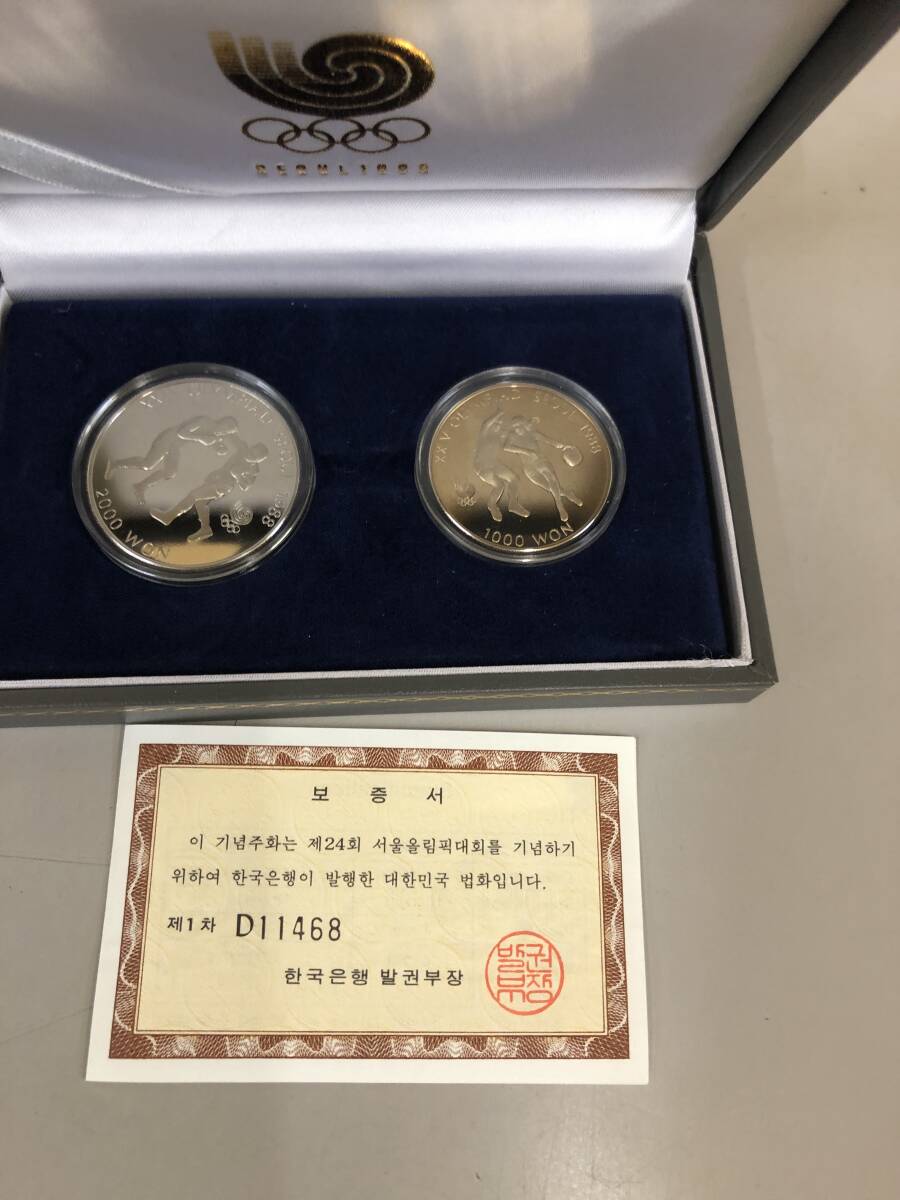 SEOUL 1988
OLYMPIAD SEOUL 1988
2000 WON
OLYMPIAD SEOUL 1988
1000 WON
보 증 서
이 기념주화는 제24회 서울올림픽대회를 기념하기
위하여 한국은행이 발행한 대한민국 법화입니다.
제1차 D11468
한국은행 발권부장